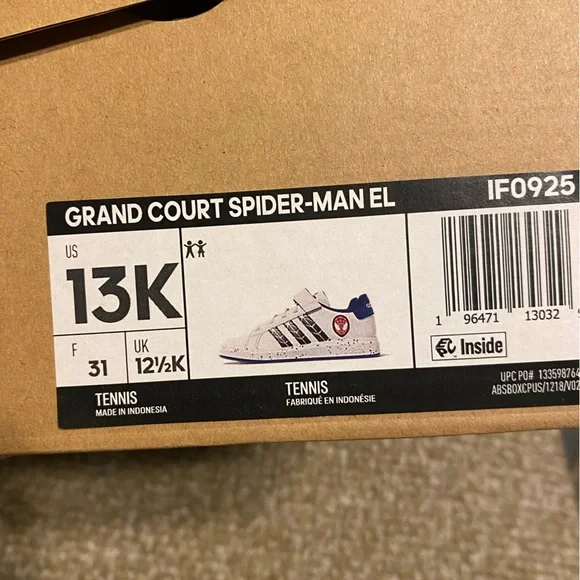 GRAND COURT SPIDER-MAN EL
IF0925
US
13K
F
31
UK
12½K
1 96471 13032
Inside
TENNIS
MADE IN INDONESIA
TENNIS
FABRIQUÉ EN INDONÉSIE
UPC PO# 133598764
ABSBOXCPUS/1218/V02